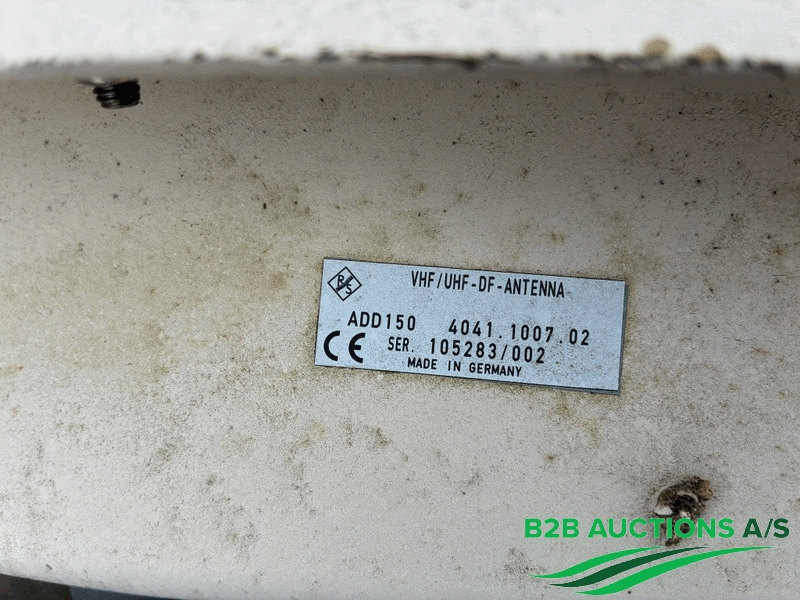 R/S
VHF/UHF-DF-ANTENNA
ADD150 4041.1007.02
CE SER. 105283/002
MADE IN GERMANY
B2B AUCTIONS A/S